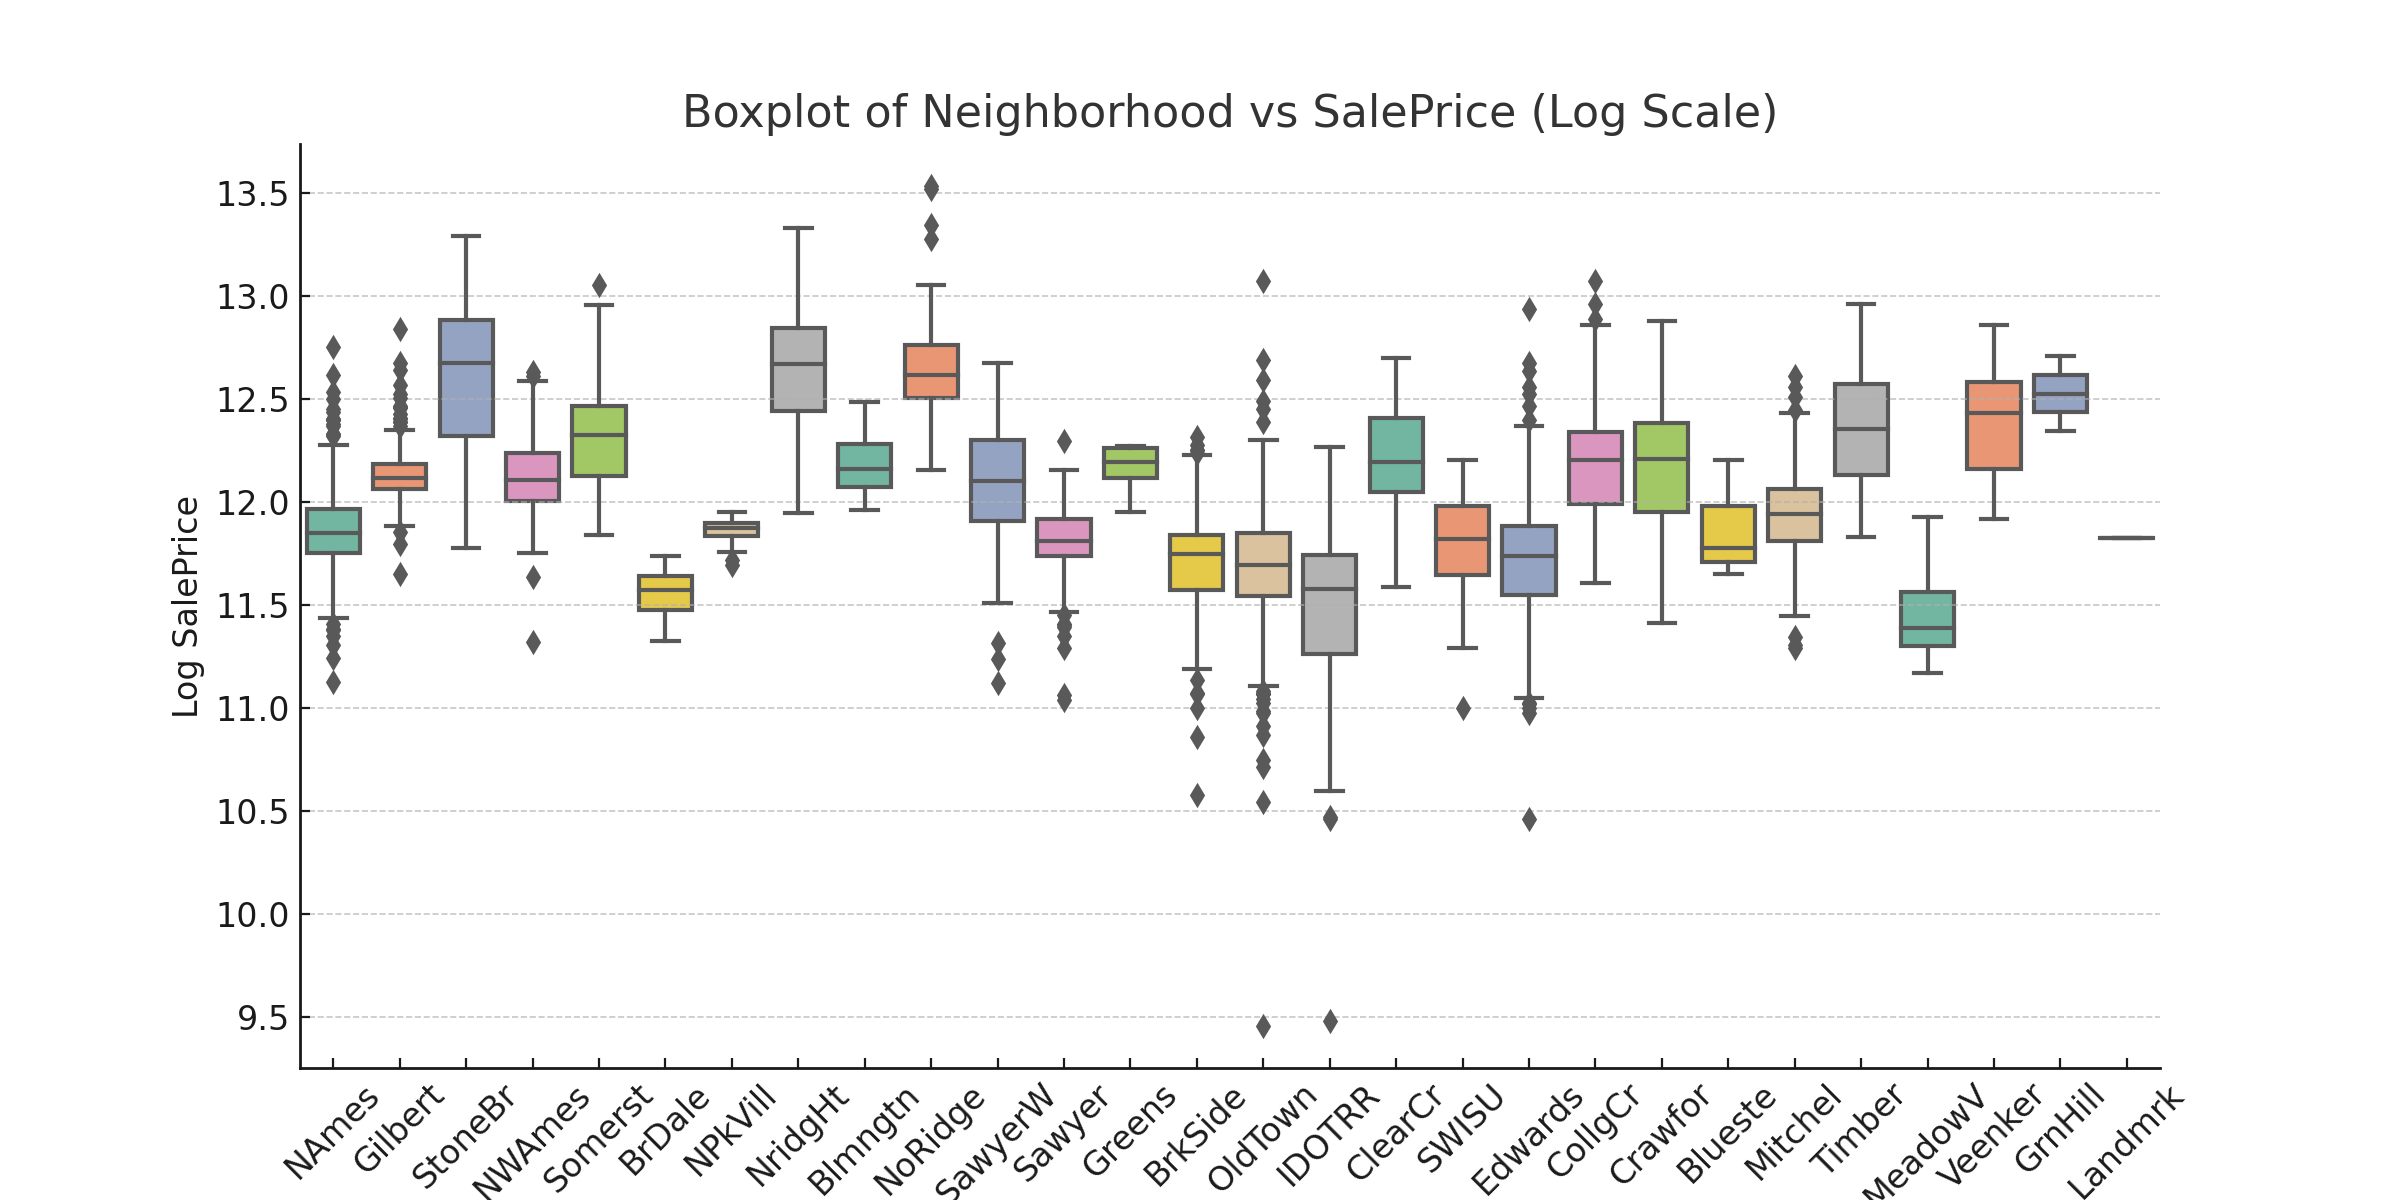 Boxplot of Neighborhood vs SalePrice (Log Scale)
Log SalePrice
13.5
13.0
12.5
12.0
11.5
11.0
10.5
10.0
9.5
NAmes
Gilbert
StoneBr
NWAmes
Somerst
BrDale
NPkVill
NridgHt
Blmngtn
NoRidge
SawyerW
Sawyer
Greens
BrkSide
OldTown
IDOTRR
ClearCr
SWISU
Edwards
CollgCr
Crawfor
Blueste
Mitchel
Timber
MeadowV
Veenker
GrnHill
Landmrk